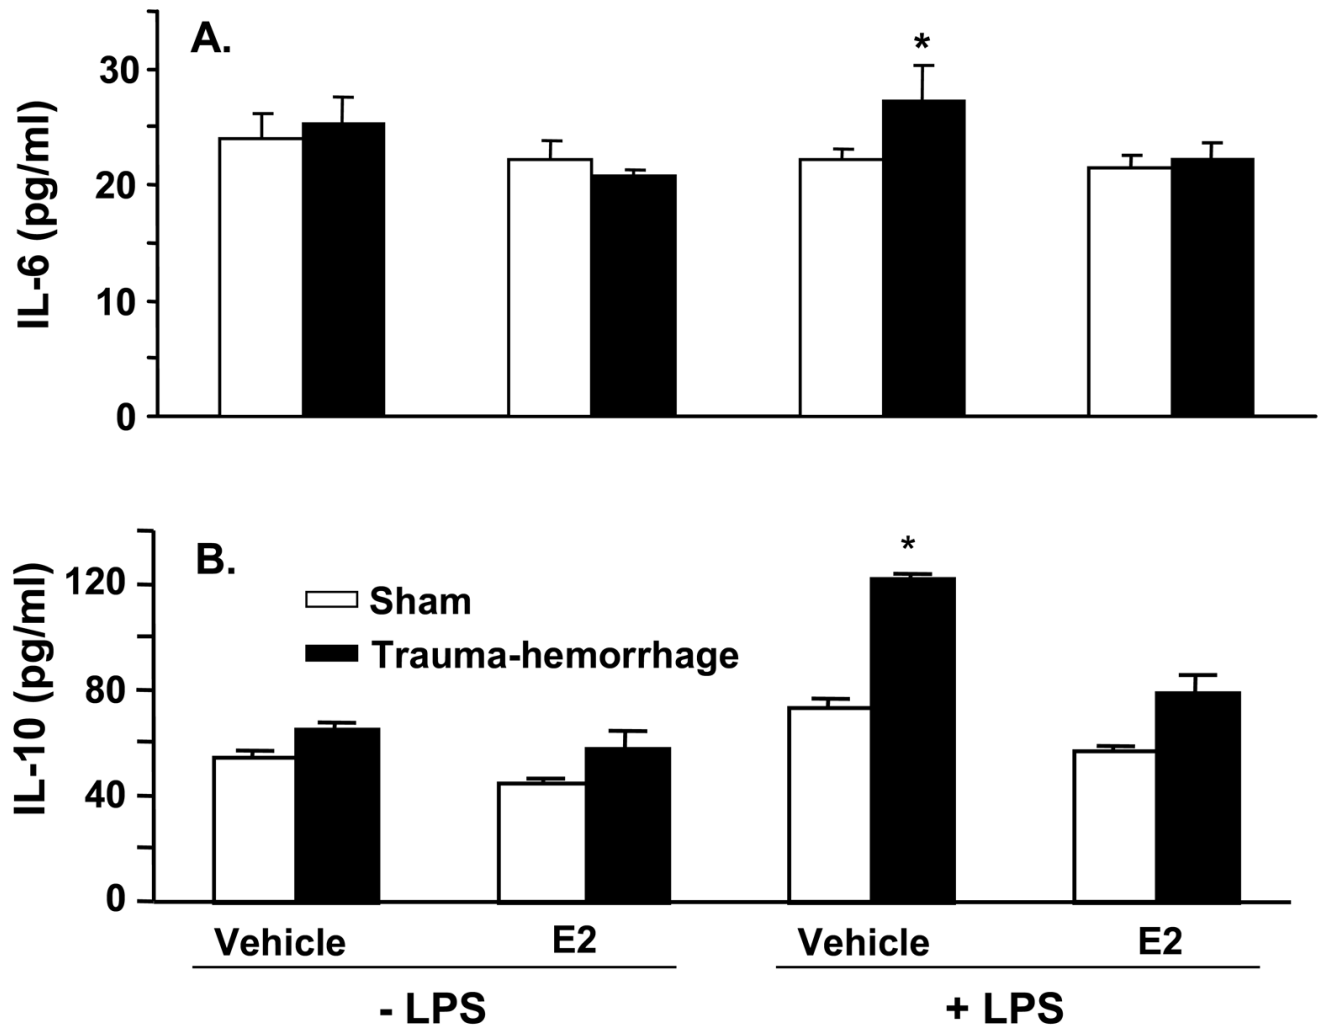 A.
*
30
20
10
0
IL-6 (pg/ml)
B.
*
120
80
40
0
IL-10 (pg/ml)
Sham
Trauma-hemorrhage
Vehicle E2 Vehicle E2
- LPS + LPS